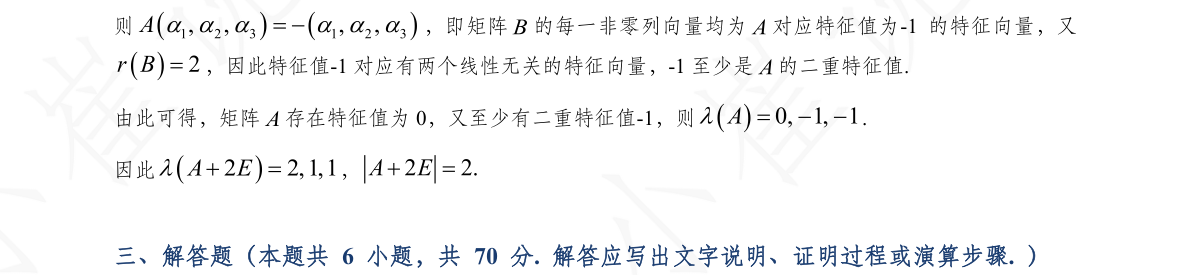 则 A(α₁, α₂, α₃) = −(α₁, α₂, α₃)，即矩阵 B 的每一非零列向量均为 A 对应特征值为-1 的特征向量，又
r(B) = 2，因此特征值-1 对应有两个线性无关的特征向量，-1 至少是 A 的二重特征值.
由此可得，矩阵 A 存在特征值为 0，又至少有二重特征值-1，则 λ(A) = 0, −1, −1.
因此 λ(A+2E) = 2, 1, 1，|A+2E| = 2.
三、解答题（本题共 6 小题，共 70 分. 解答应写出文字说明、证明过程或演算步骤. ）